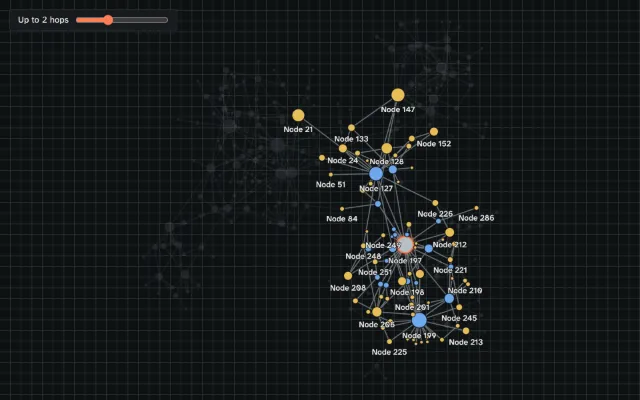 Up to 2 hops
Node 147
Node 21
Node 133
Node 152
Node 24
Node 128
Node 51
Node 127
Node 84
Node 226
Node 286
Node 249
Node 212
Node 248
Node 197
Node 251
Node 221
Node 208
Node 198
Node 210
Node 201
Node 206
Node 245
Node 199
Node 213
Node 225